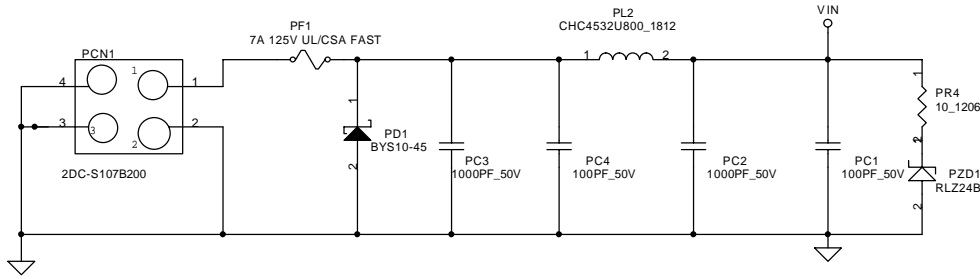 VIN
PL2
CHC4532U800_1812
PF1
7A 125V UL/CSA FAST
PCN1
1
2
4
1
1
1
1
3
3
2
2
PR4
10_1206
PD1
BYS10-45
2
2
PC3
1000PF_50V
PC4
100PF_50V
PC2
1000PF_50V
PC1
100PF_50V
PZD1
RLZ24B
2
2DC-S107B200